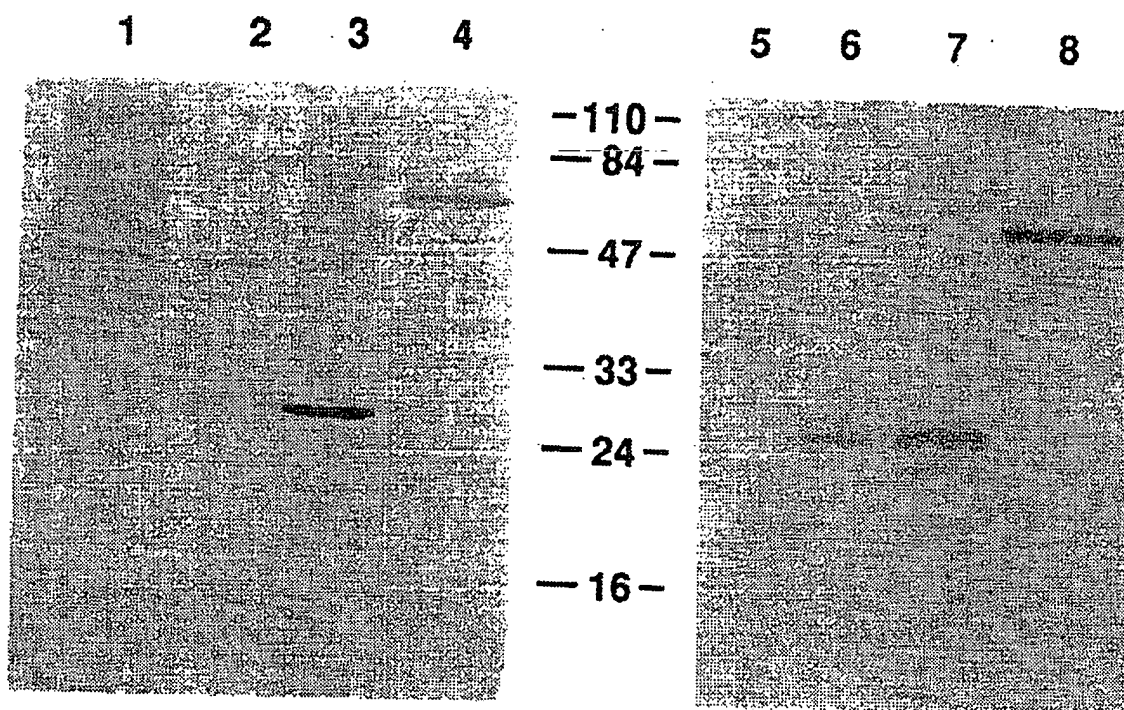 1 2 3 4 5 6 7 8
–110–
– 84 –
– 47 –
– 33 –
– 24 –
– 16 –